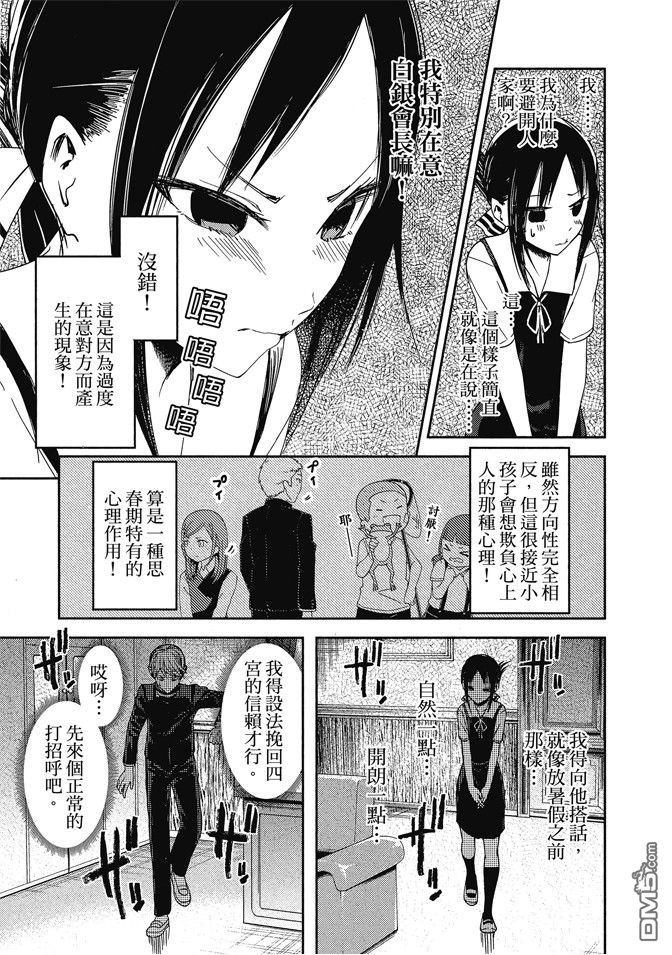 我……
我為什麼
要避開人
家啊？
這…
這個樣子簡直
就像是在說……
我特別在意
白銀會長嘛！
沒錯！
這是因為過度
在意對方而產
生的現象！
唔
唔
唔
唔
雖然方向性完全相
反，但這很接近小
孩子會想欺負心上
人的那種心理！
討厭！
耶——
算是一種思
春期特有的
心理作用！
我得向他搭話，
就像放暑假之前
那樣…
自然一點…
開朗一點…
我得設法挽回四
宮的信賴才行。
哎呀…
先來個正常的
打招呼吧。
DM5.com